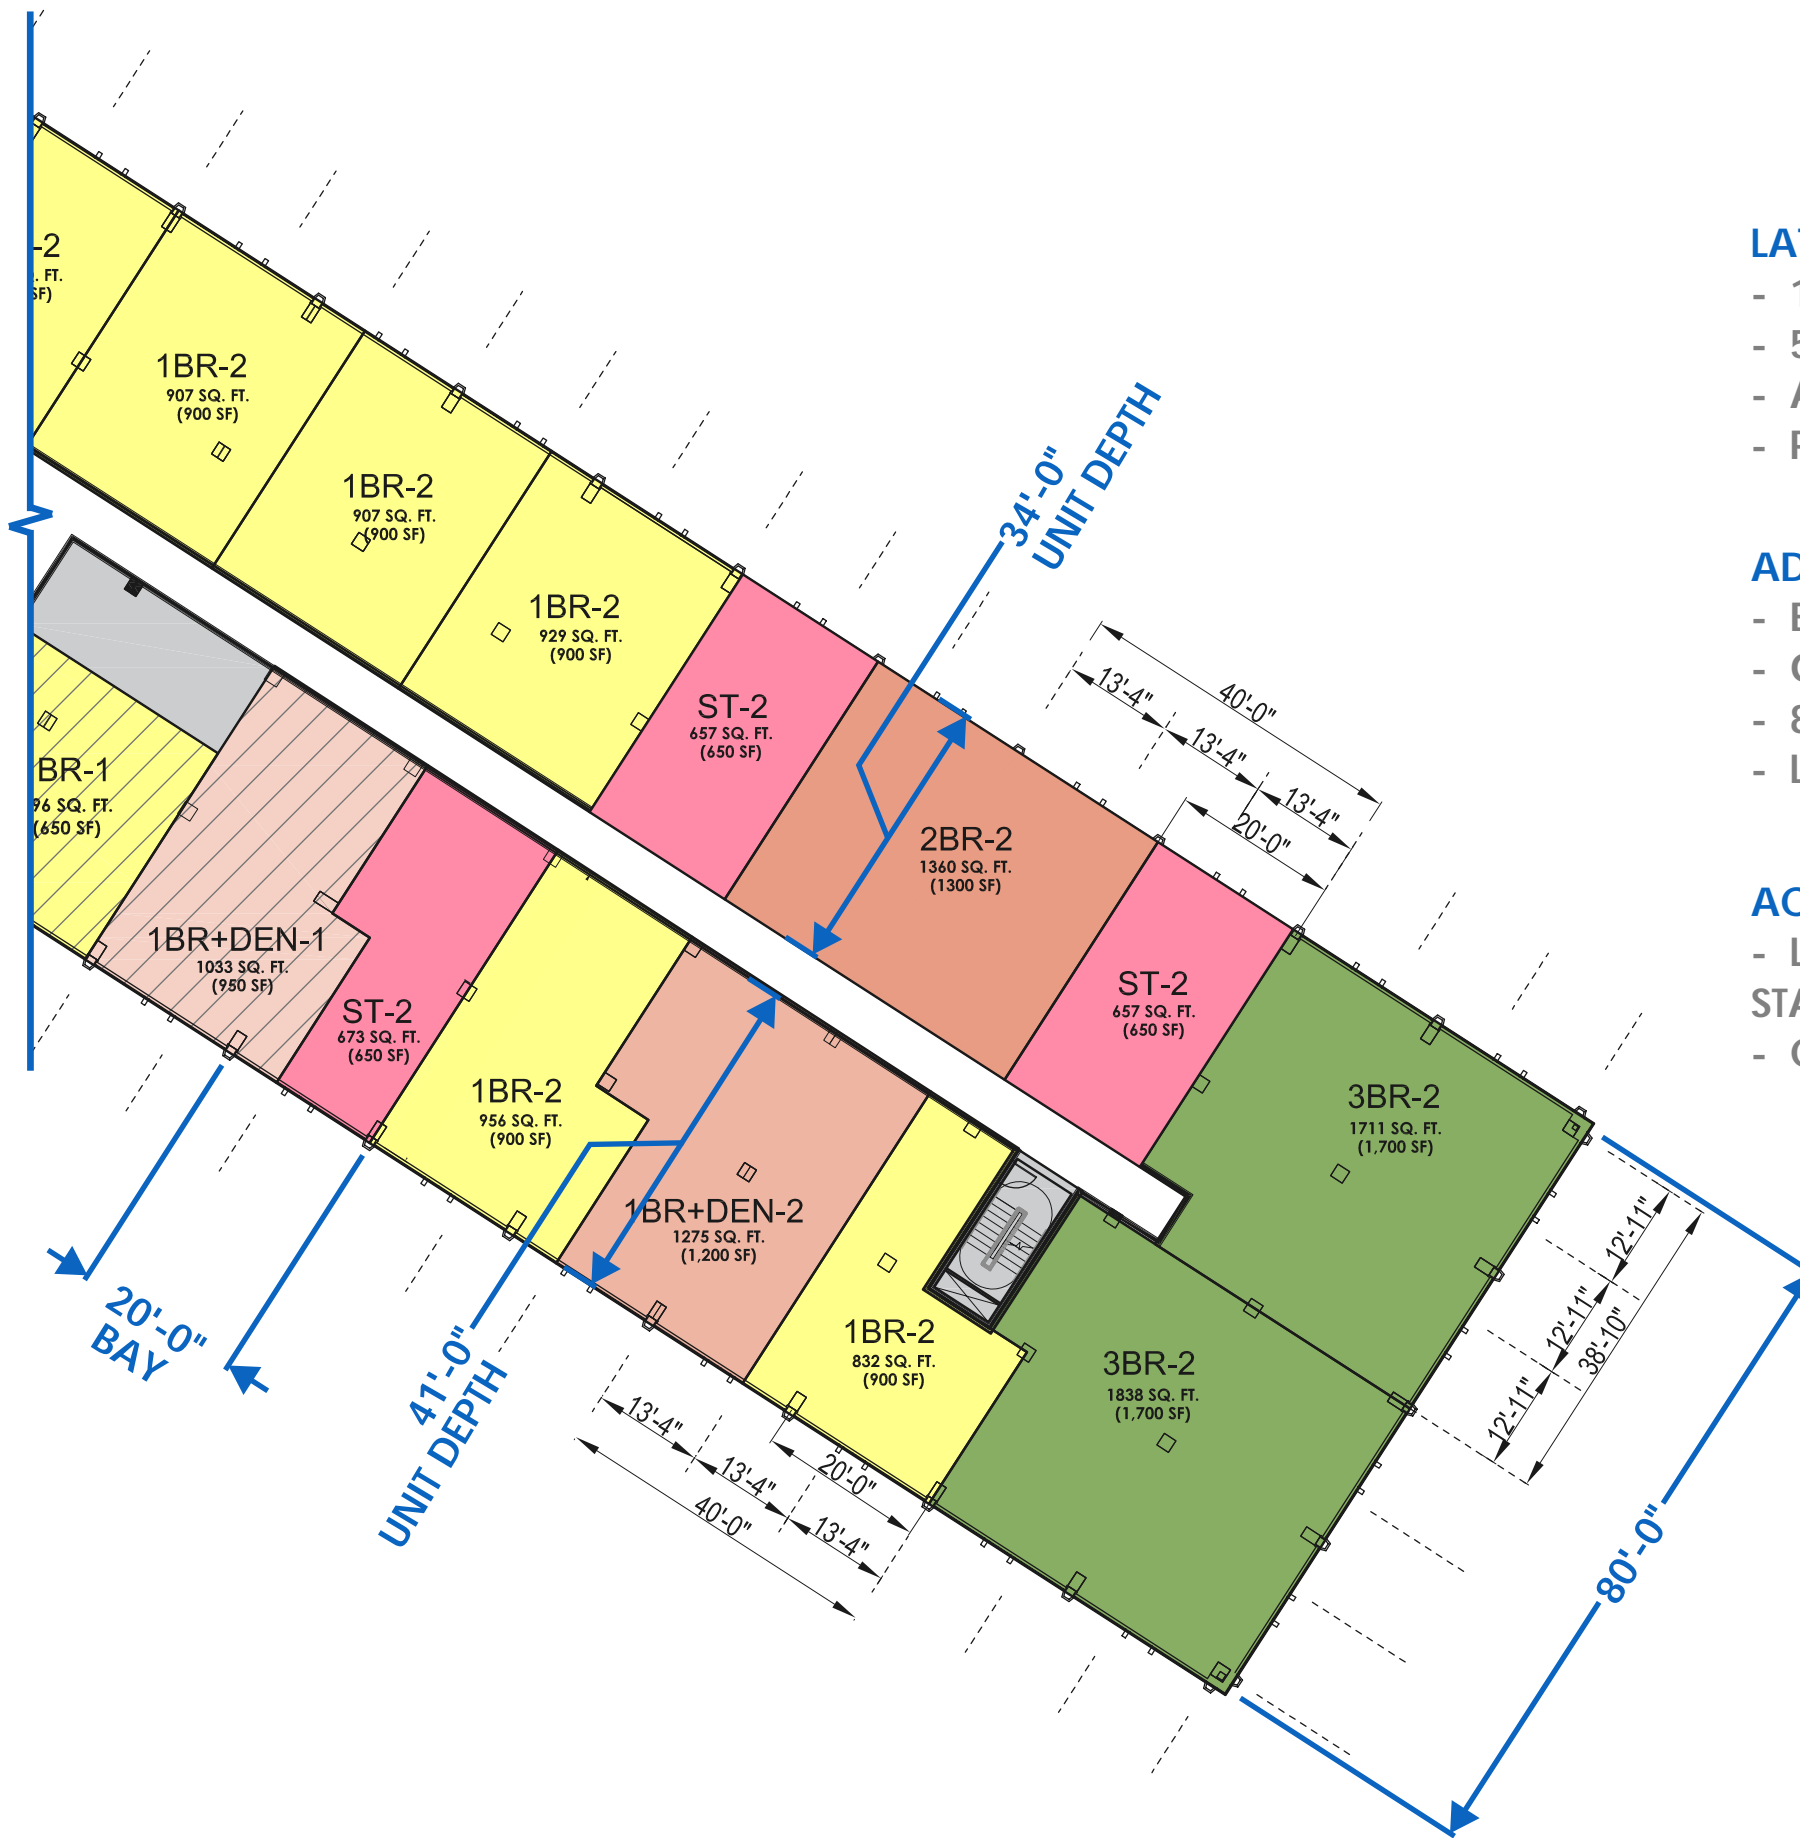 -2
. FT.
SF)
1BR-2
907 SQ. FT.
(900 SF)
1BR-2
907 SQ. FT.
(900 SF)
1BR-2
929 SQ. FT.
(900 SF)
ST-2
657 SQ. FT.
(650 SF)
2BR-2
1360 SQ. FT.
(1300 SF)
ST-2
657 SQ. FT.
(650 SF)
3BR-2
1711 SQ. FT.
(1,700 SF)
34'-0"
UNIT DEPTH
13'-4"
13'-4"
13'-4"
40'-0"
20'-0"
BR-1
96 SQ. FT.
(650 SF)
1BR+DEN-1
1033 SQ. FT.
(950 SF)
ST-2
673 SQ. FT.
(650 SF)
1BR-2
956 SQ. FT.
(900 SF)
1BR+DEN-2
1275 SQ. FT.
(1,200 SF)
1BR-2
832 SQ. FT.
(900 SF)
3BR-2
1838 SQ. FT.
(1,700 SF)
20'-0"
BAY
41'-0"
UNIT DEPTH
13'-4"
13'-4"
13'-4"
20'-0"
40'-0"
12'-11"
12'-11"
12'-11"
38'-10"
80'-0"
LA
- 1
- 5
- A
AD
-
-
- 8
- L
AC
- L
STA
-